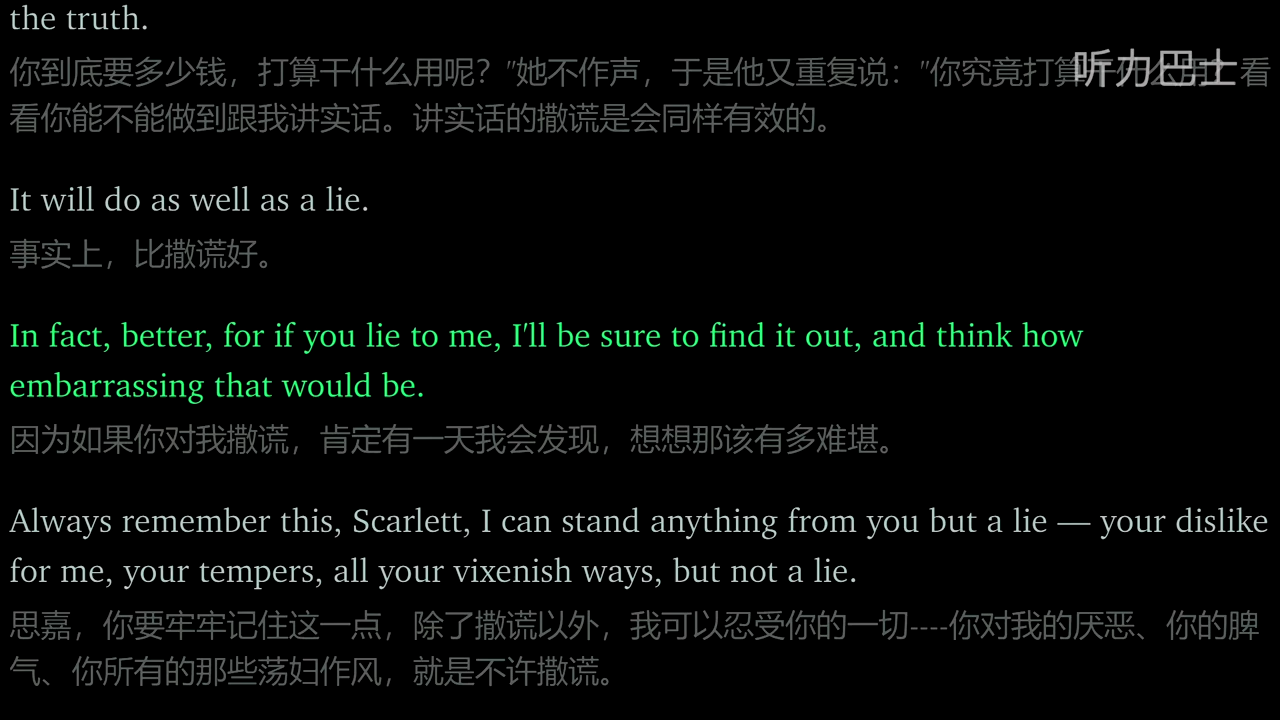 the truth.
你到底要多少钱，打算干什么用呢？"她不作声，于是他又重复说："你究竟打算干什么用？看
听力巴士
看你能不能做到跟我讲实话。讲实话的撒谎是会同样有效的。
It will do as well as a lie.
事实上，比撒谎好。
In fact, better, for if you lie to me, I'll be sure to find it out, and think how
embarrassing that would be.
因为如果你对我撒谎，肯定有一天我会发现，想想那该有多难堪。
Always remember this, Scarlett, I can stand anything from you but a lie — your dislike
for me, your tempers, all your vixenish ways, but not a lie.
思嘉，你要牢牢记住这一点，除了撒谎以外，我可以忍受你的一切----你对我的厌恶、你的脾
气、你所有的那些荡妇作风，就是不许撒谎。